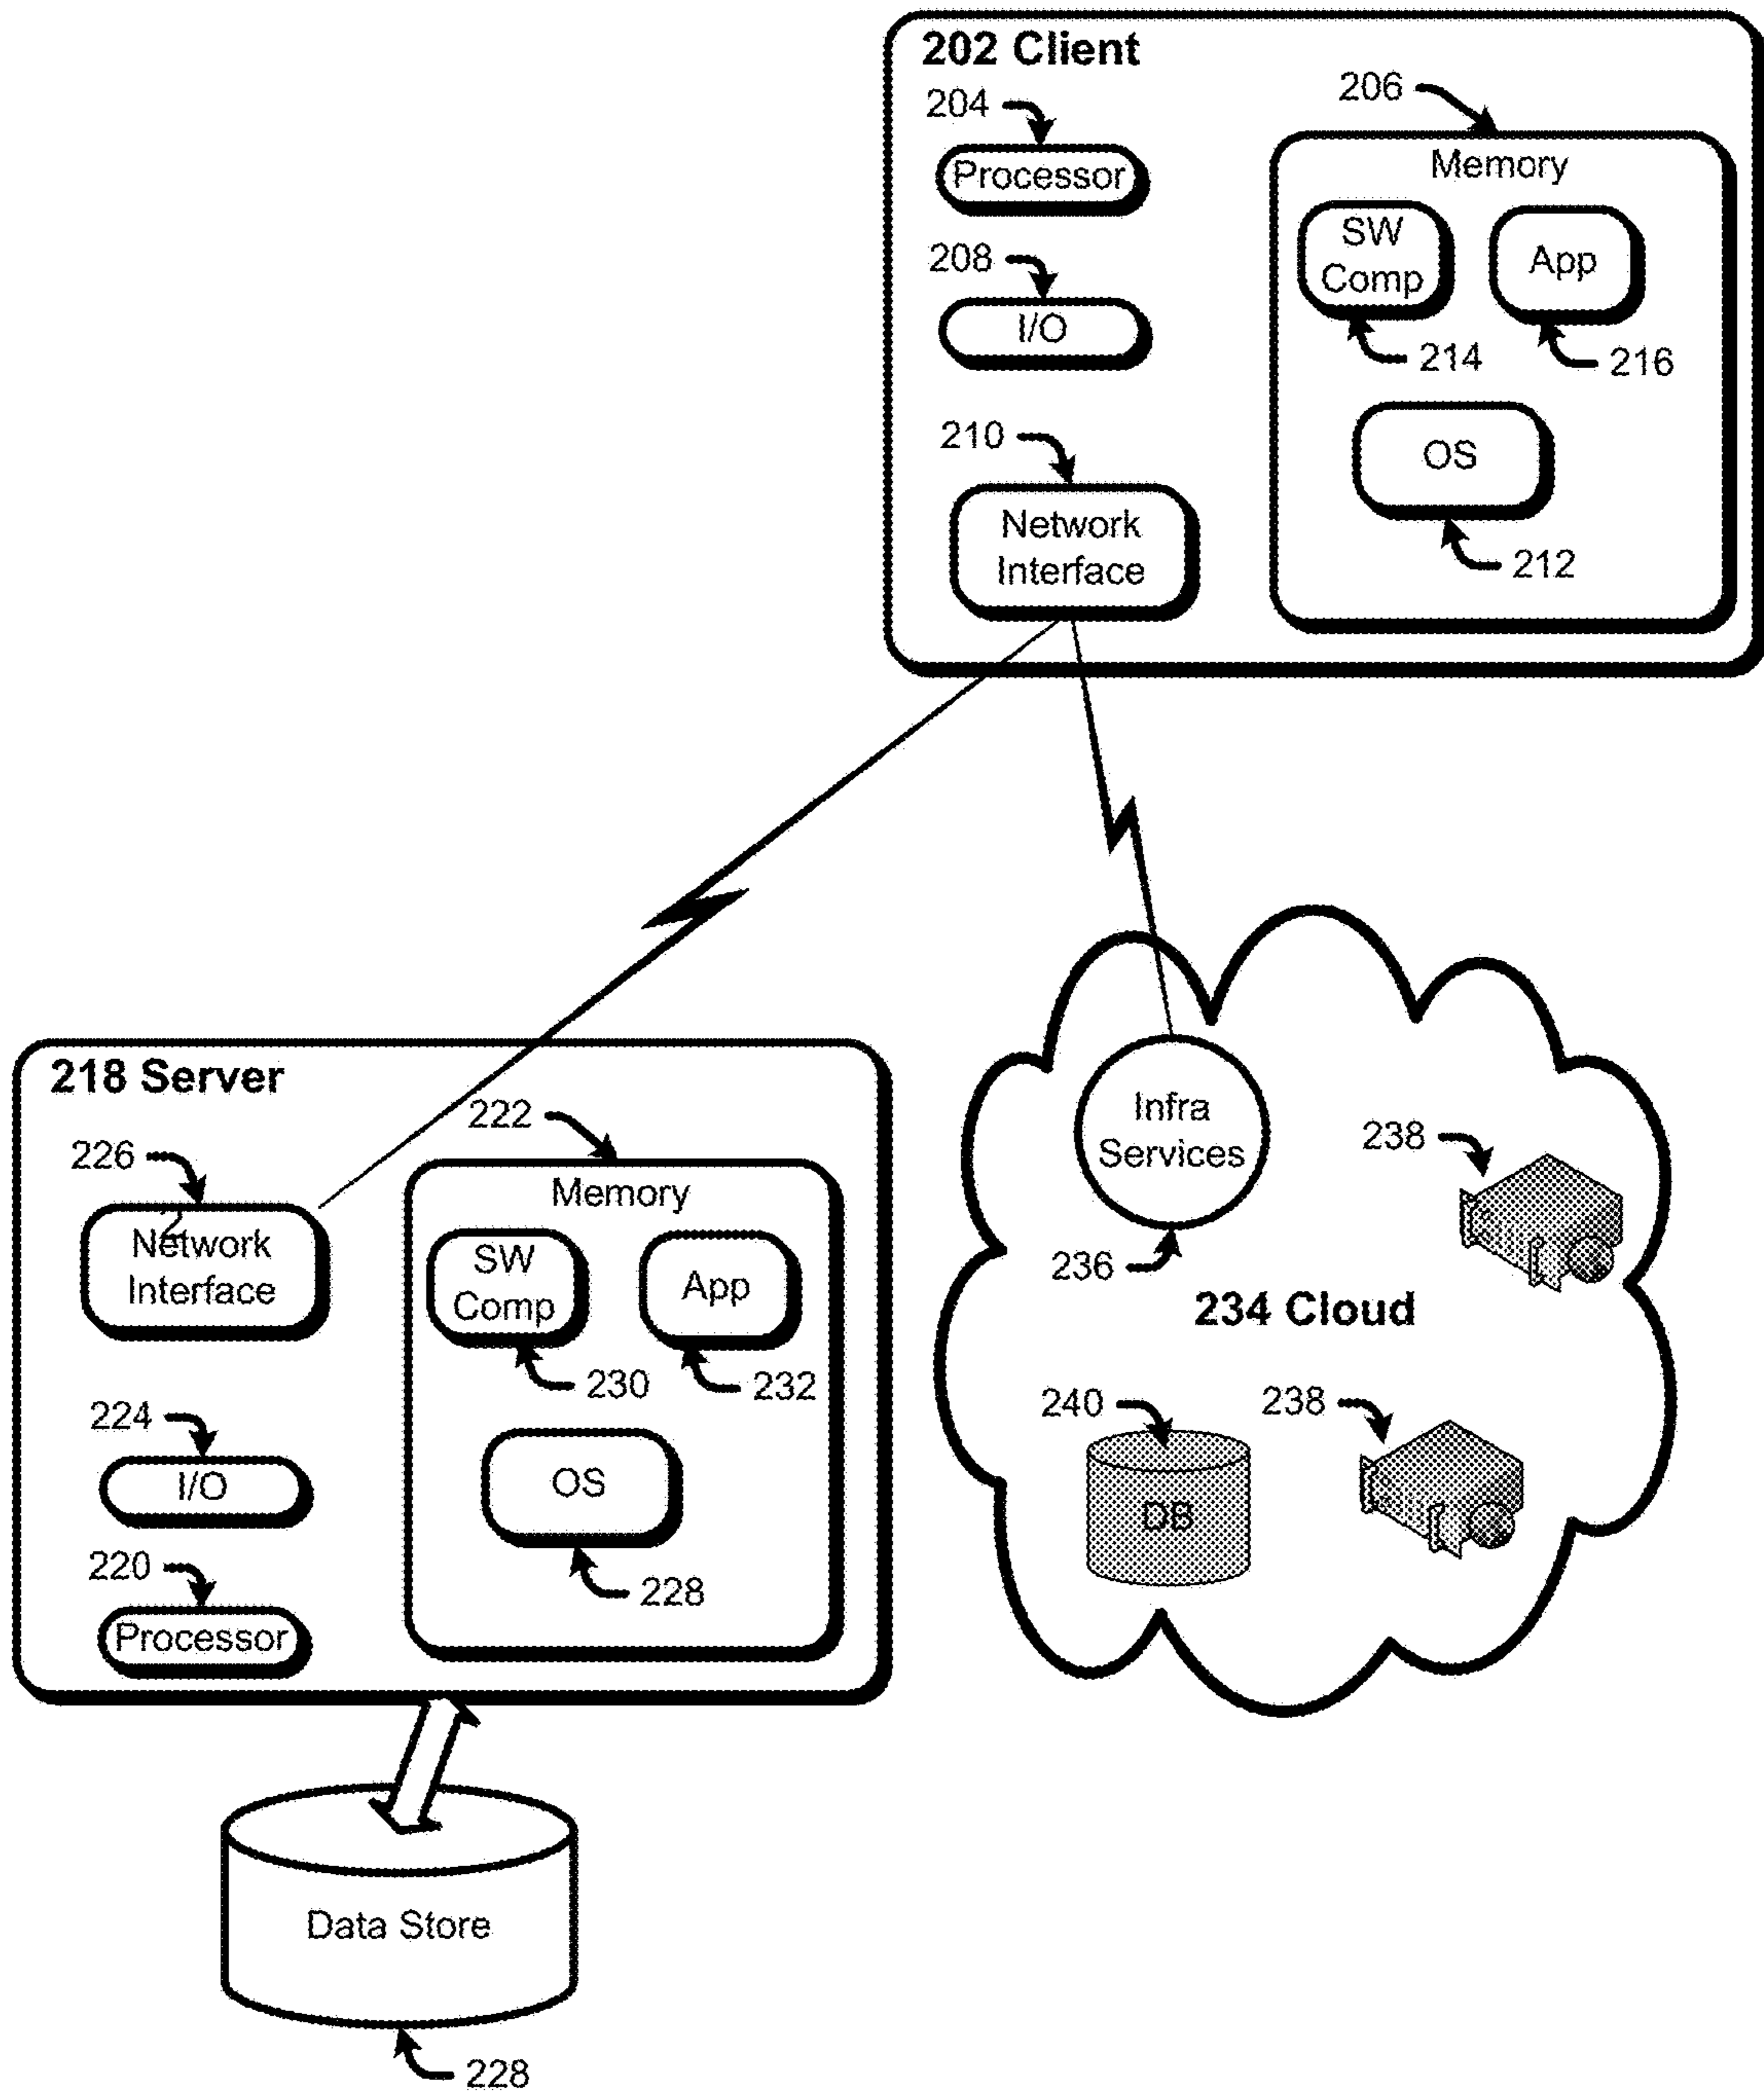 202 Client
204
206
Processor
Memory
SW
Comp
App
208
I/O
214
216
210
OS
Network
Interface
212
218 Server
222
226
Memory
2
Network
Interface
SW
Comp
App
230
232
224
I/O
OS
220
228
Processor
Infra
Services
238
236
234 Cloud
240
238
DB
Data Store
228